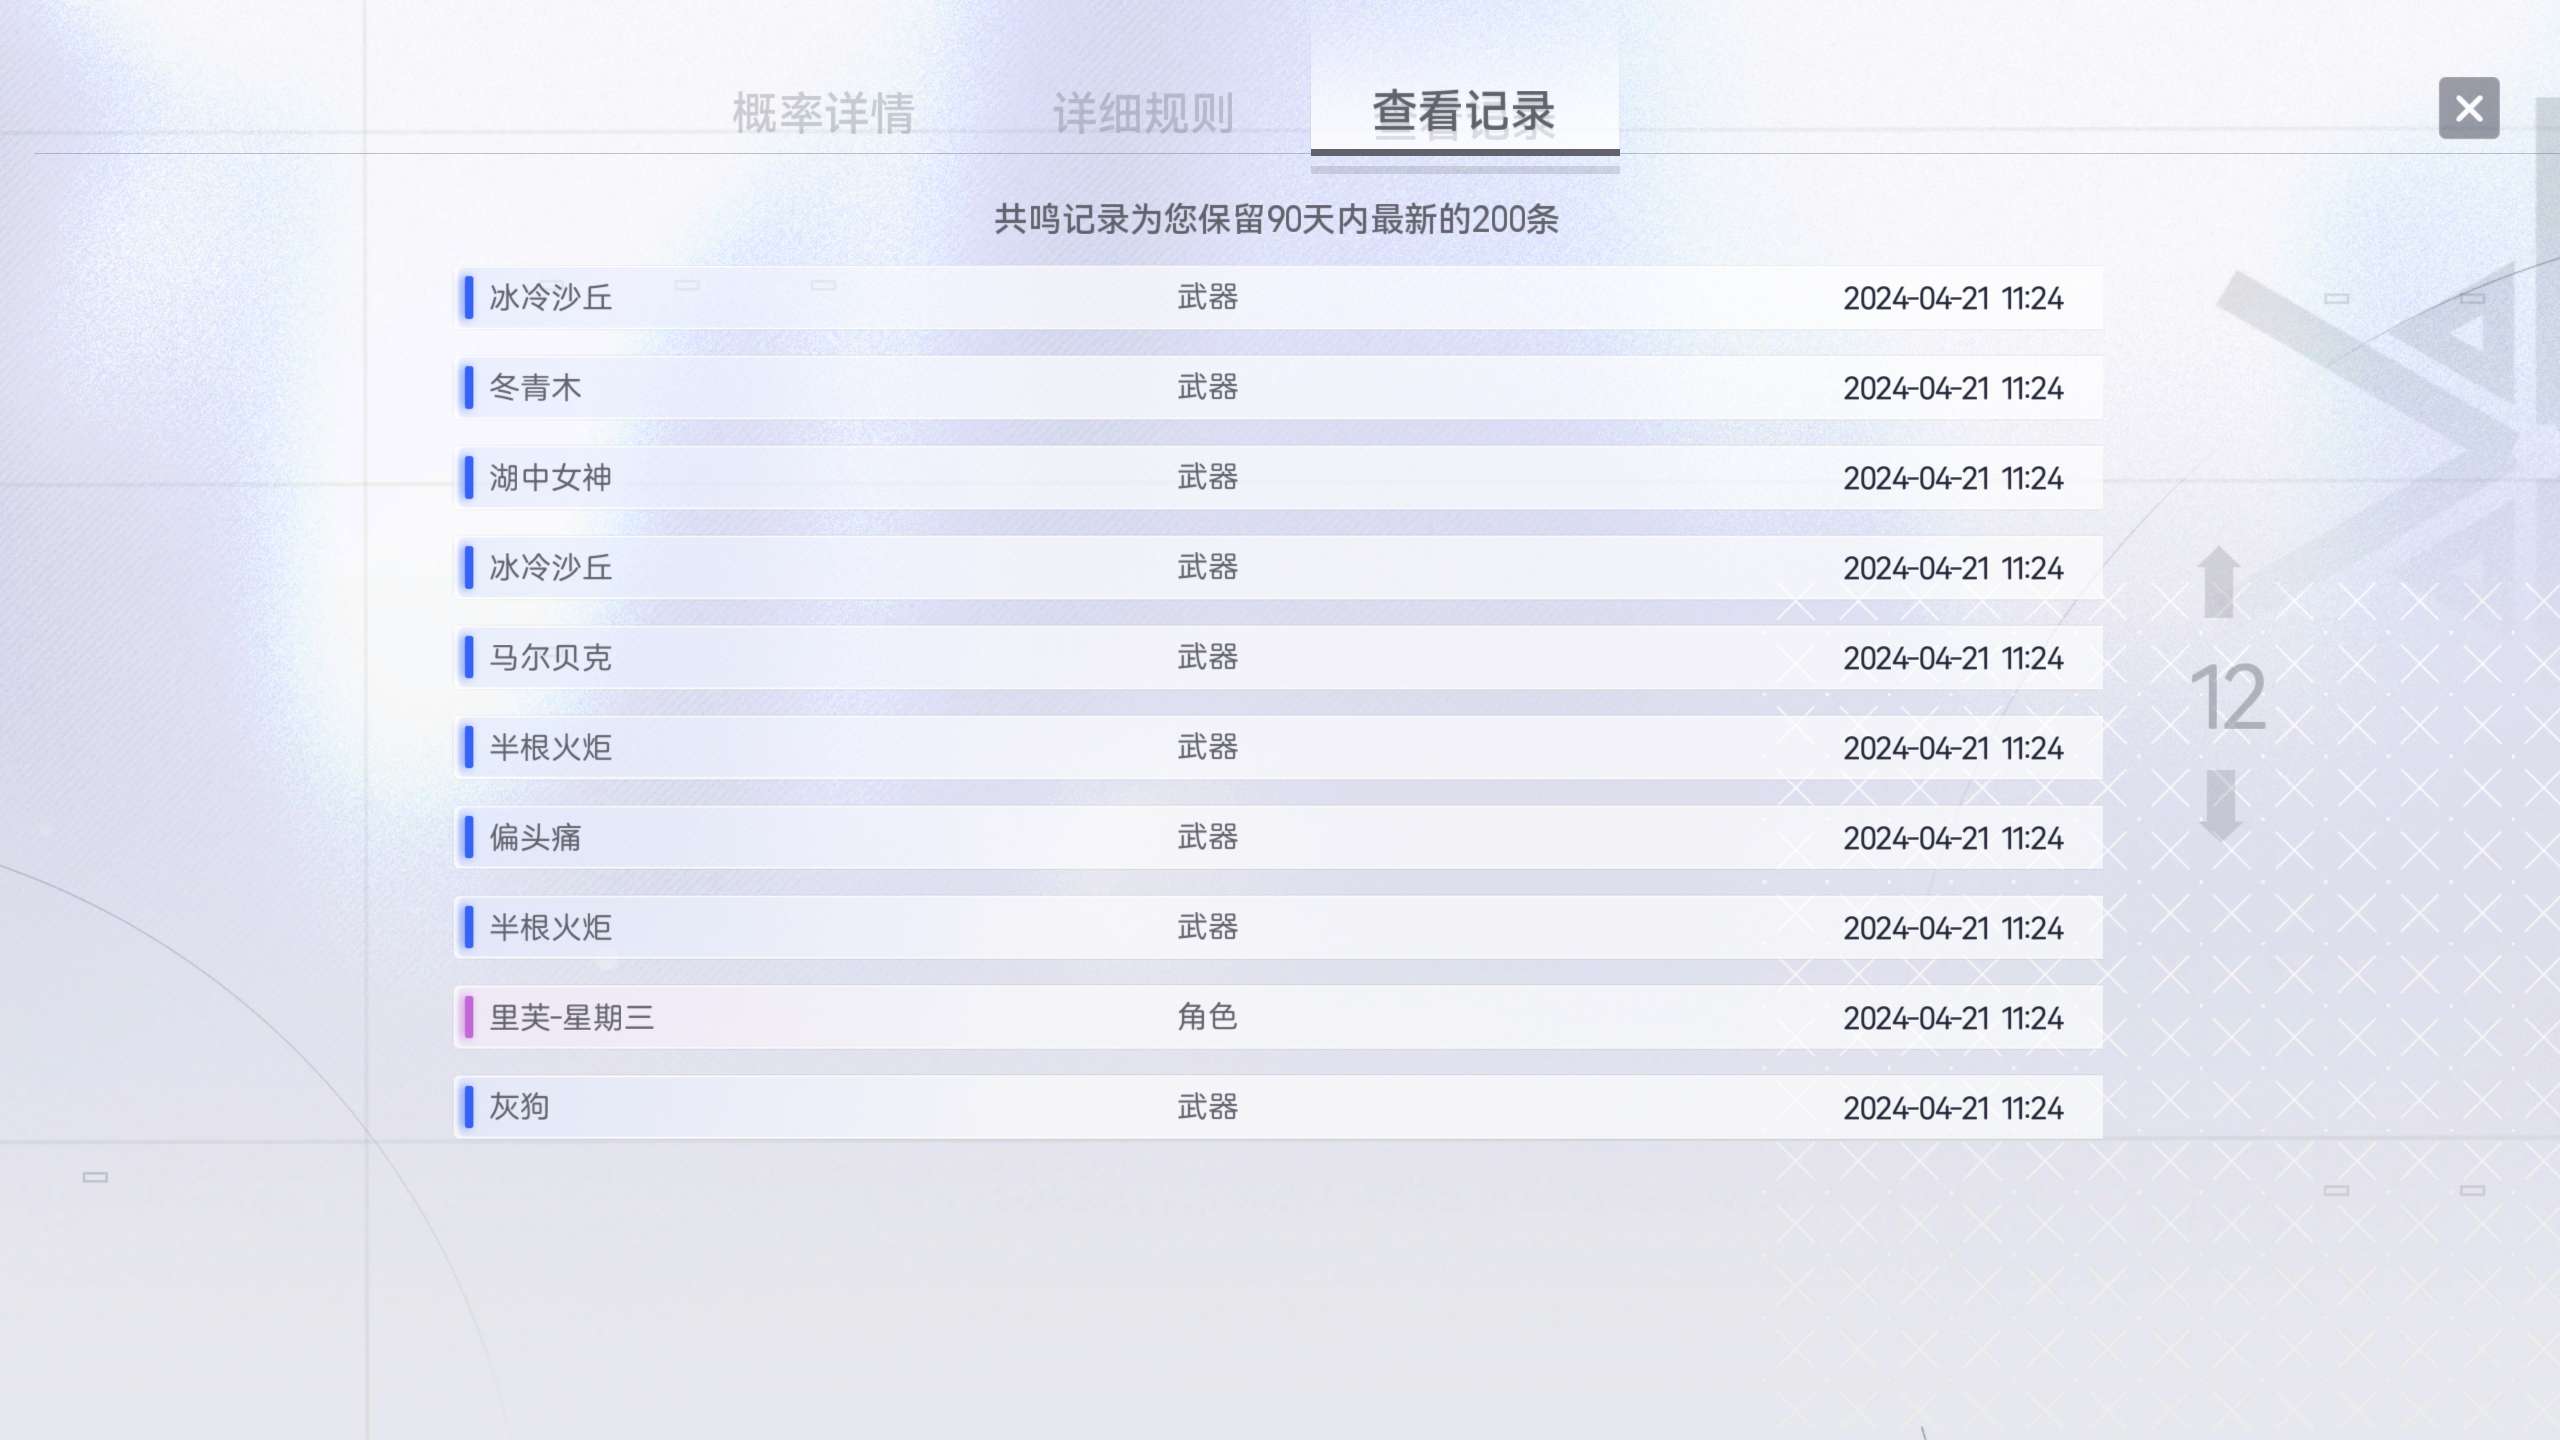 概率详情 详细规则 查看记录
共鸣记录为您保留90天内最新的200条
冰冷沙丘 武器 2024-04-21 11:24
冬青木 武器 2024-04-21 11:24
湖中女神 武器 2024-04-21 11:24
冰冷沙丘 武器 2024-04-21 11:24
马尔贝克 武器 2024-04-21 11:24
半根火炬 武器 2024-04-21 11:24
12
偏头痛 武器 2024-04-21 11:24
半根火炬 武器 2024-04-21 11:24
里芙-星期三 角色 2024-04-21 11:24
灰狗 武器 2024-04-21 11:24